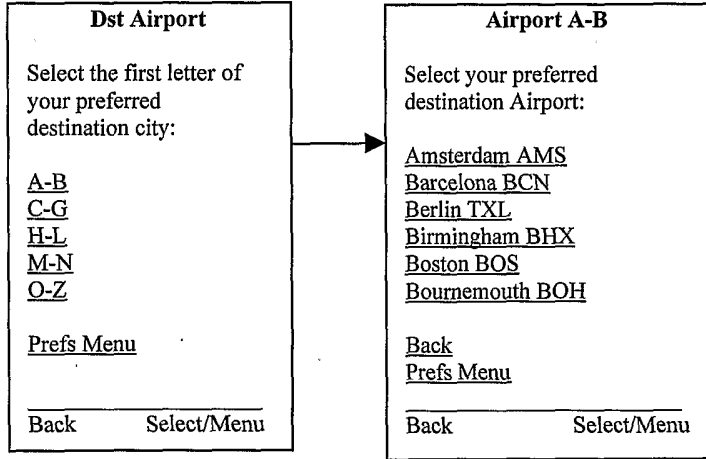 Dst Airport
Select the first letter of
your preferred
destination city:
A-B
C-G
H-L
M-N
O-Z
Prefs Menu
Back Select/Menu
Airport A-B
Select your preferred
destination Airport:
Amsterdam AMS
Barcelona BCN
Berlin TXL
Birmingham BHX
Boston BOS
Bournemouth BOH
Back
Prefs Menu
Back Select/Menu